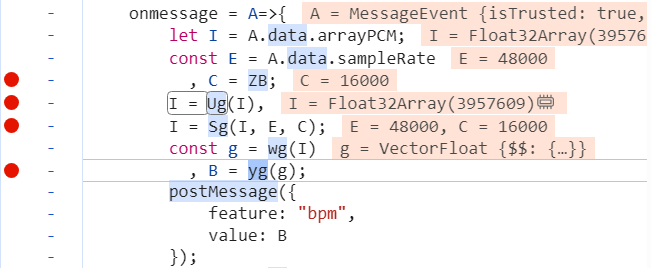 - onmessage = A=>{ A = MessageEvent {isTrusted: true,
- let I = A.data.arrayPCM; I = Float32Array(39576
- const E = A.data.sampleRate E = 48000
- , C = ZB; C = 16000
- I = Ug(I), I = Float32Array(3957609)
- I = Sg(I, E, C); E = 48000, C = 16000
- const g = wg(I) g = VectorFloat {$$: {…}}
- , B = yg(g);
- postMessage({
- feature: "bpm",
- value: B
- });